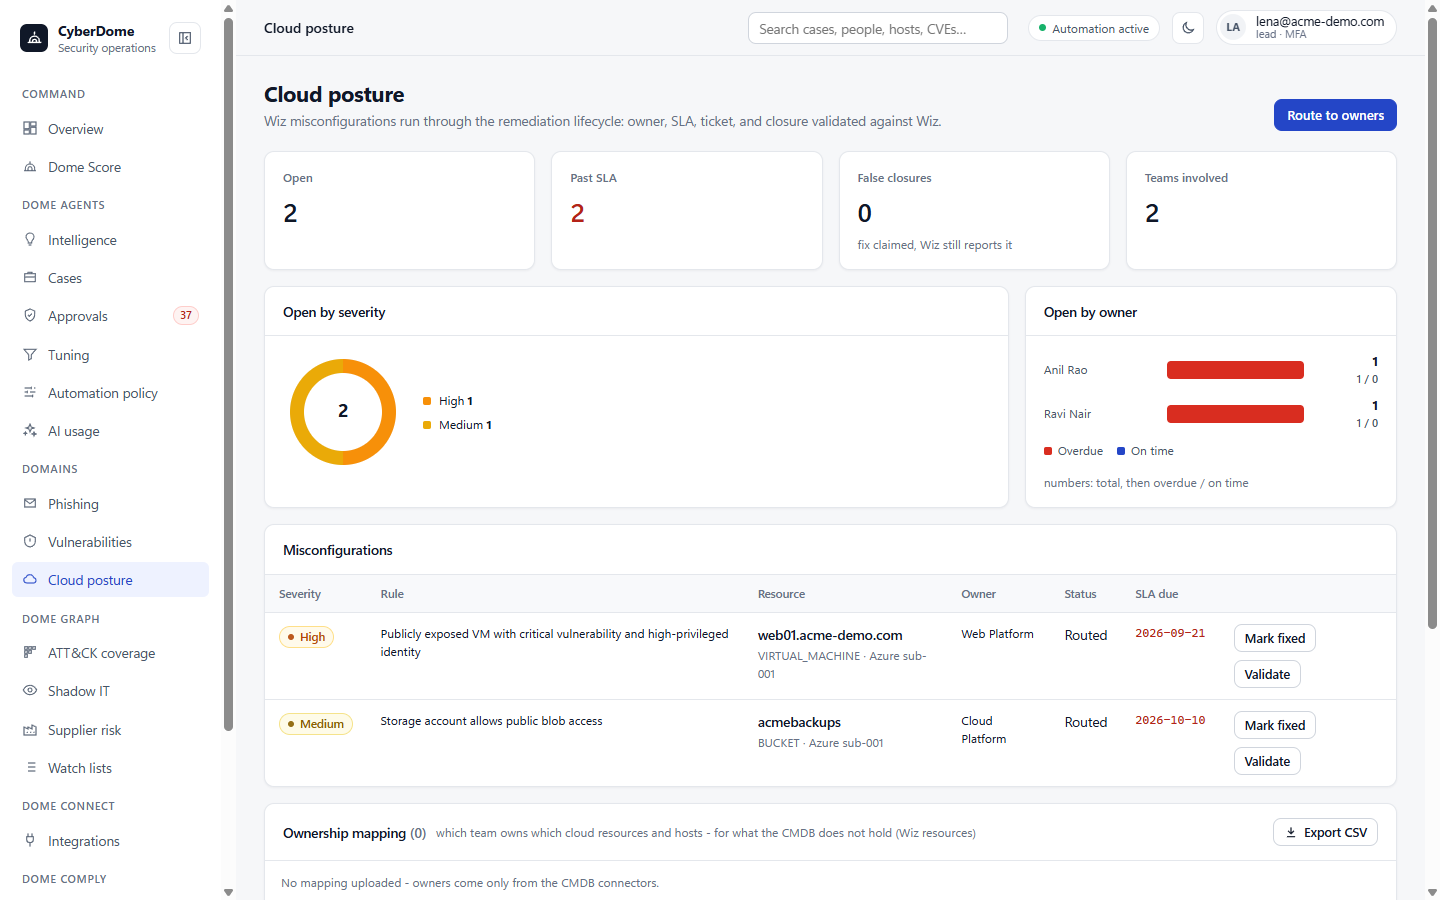 CyberDome
Security operations
COMMAND
Overview
Dome Score
DOME AGENTS
Intelligence
Cases
Approvals 37
Tuning
Automation policy
AI usage
DOMAINS
Phishing
Vulnerabilities
Cloud posture
DOME GRAPH
ATT&CK coverage
Shadow IT
Supplier risk
Watch lists
DOME CONNECT
Integrations
DOME COMPLY
Cloud posture
Search cases, people, hosts, CVEs...
Automation active
LA
lena@acme-demo.com
lead · MFA
Cloud posture
Wiz misconfigurations run through the remediation lifecycle: owner, SLA, ticket, and closure validated against Wiz.
Route to owners
Open
2
Past SLA
2
False closures
0
fix claimed, Wiz still reports it
Teams involved
2
Open by severity
2
High 1
Medium 1
Open by owner
Anil Rao 1
1 / 0
Ravi Nair 1
1 / 0
Overdue On time
numbers: total, then overdue / on time
Misconfigurations
Severity Rule Resource Owner Status SLA due
High
Publicly exposed VM with critical vulnerability and high-privileged
identity
web01.acme-demo.com
VIRTUAL_MACHINE · Azure sub-
001
Web Platform
Routed
2026-09-21
Mark fixed
Validate
Medium
Storage account allows public blob access
acmebackups
BUCKET · Azure sub-001
Cloud
Platform
Routed
2026-10-10
Mark fixed
Validate
Ownership mapping (0) which team owns which cloud resources and hosts - for what the CMDB does not hold (Wiz resources)
Export CSV
No mapping uploaded - owners come only from the CMDB connectors.